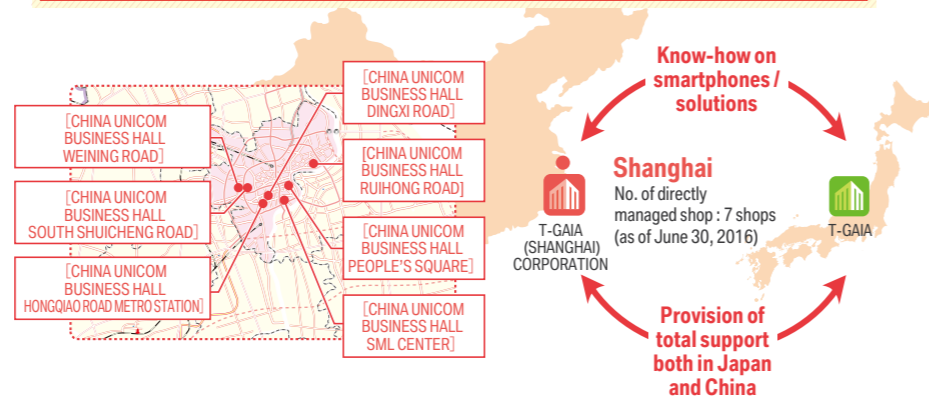 [CHINA UNICOM
BUSINESS HALL
WEINING ROAD]
[CHINA UNICOM
BUSINESS HALL
SOUTH SHUICHENG ROAD]
[CHINA UNICOM
BUSINESS HALL
HONGQIAO ROAD METRO STATION]
[CHINA UNICOM
BUSINESS HALL
DINGXI ROAD]
[CHINA UNICOM
BUSINESS HALL
RUIHONG ROAD]
[CHINA UNICOM
BUSINESS HALL
PEOPLE'S SQUARE]
[CHINA UNICOM
BUSINESS HALL
SML CENTER]
Know-how on
smartphones /
solutions
Shanghai
No. of directly
managed shop : 7 shops
(as of June 30, 2016)
T-GAIA
(SHANGHAI)
CORPORATION
T-GAIA
Provision of
total support
both in Japan
and China